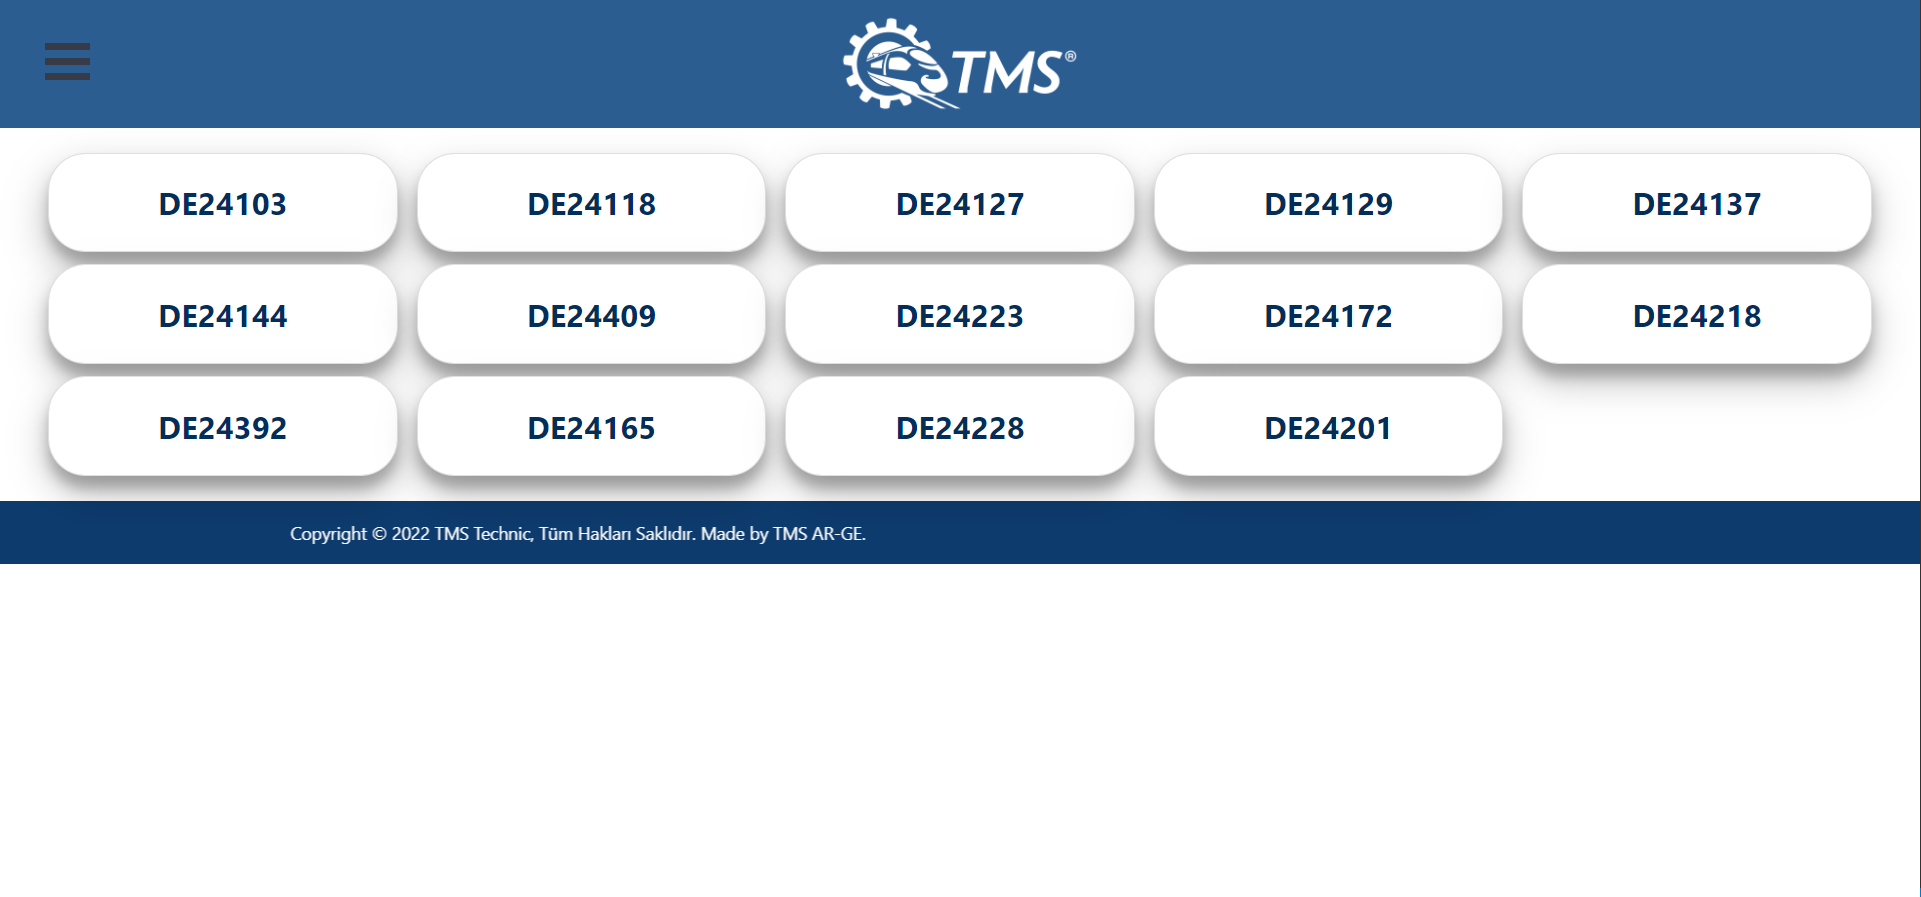 TMS®
DE24103 DE24118 DE24127 DE24129 DE24137
DE24144 DE24409 DE24223 DE24172 DE24218
DE24392 DE24165 DE24228 DE24201
Copyright © 2022 TMS Technic, Tüm Hakları Saklıdır. Made by TMS AR-GE.